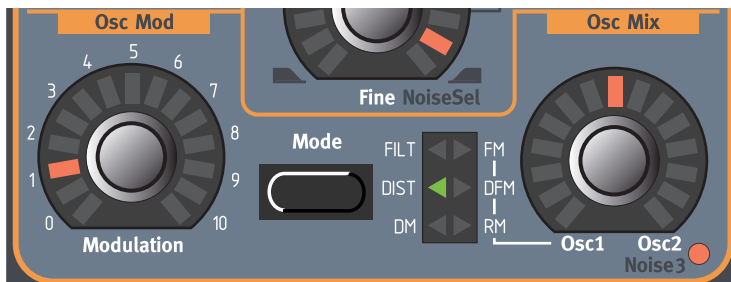 Osc Mod
Osc Mix
0
1
2
3
4
5
6
7
8
9
10
Modulation
Fine NoiseSel
Mode
FILT
FM
DIST
DFM
DM
RM
Osc1
Osc2
Noise3